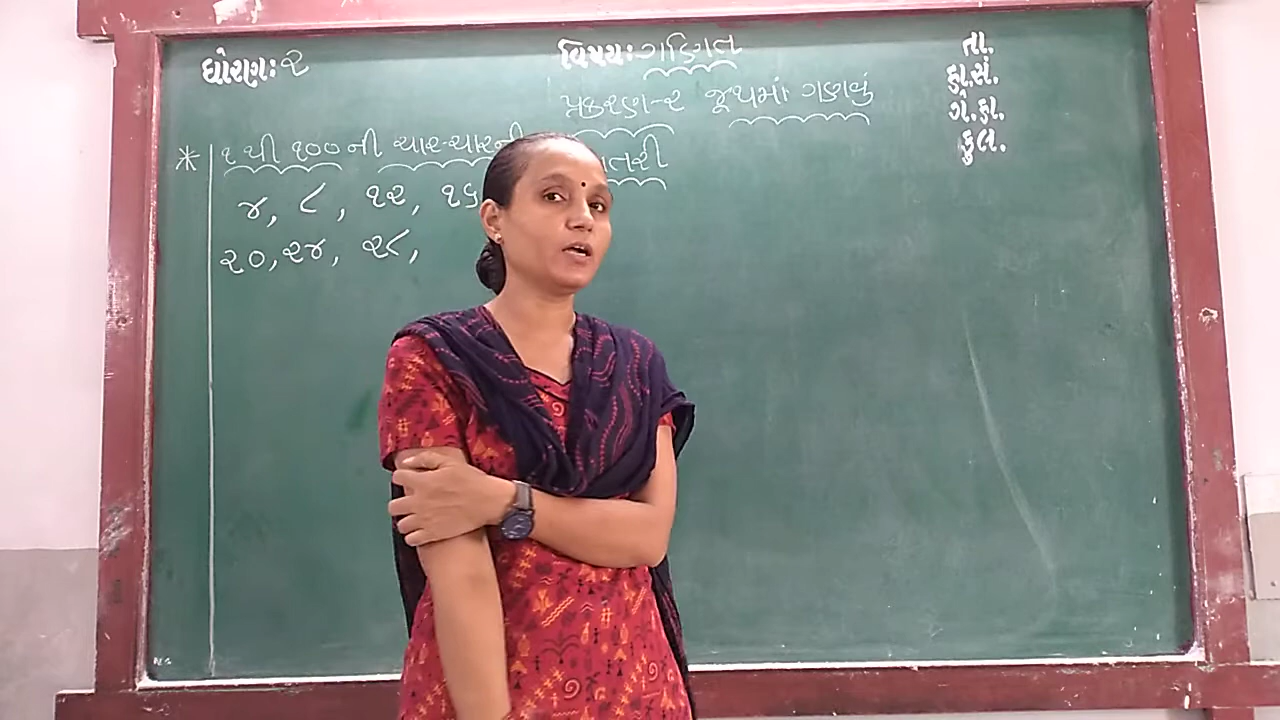 ધોરણ: ૨
વિષય: ગણિત
પ્રકરણ-૨ જૂથમાં ગણવું
તા.
હા.સં.
ગે.હા.
કુલ.
* ૧ થી ૧૦૦ ની ચાર-ચારની
૪, ૮, ૧૨, ૧૬
૨૦, ૨૪, ૨૮,